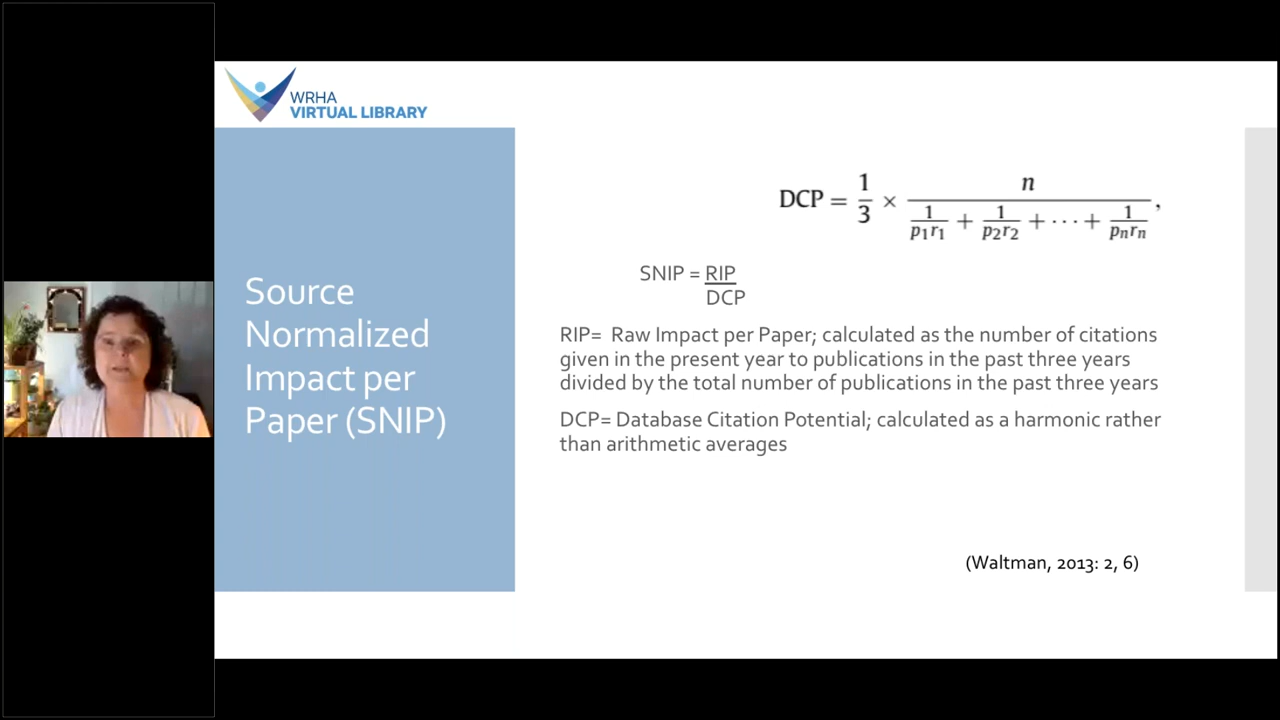 WRHA
VIRTUAL LIBRARY
Source
Normalized
Impact per
Paper (SNIP)
DCP = 1/3 × n/(1/(p₁r₁) + 1/(p₂r₂) + ··· + 1/(pₙrₙ)),
SNIP = RIP
DCP
RIP= Raw Impact per Paper; calculated as the number of citations
given in the present year to publications in the past three years
divided by the total number of publications in the past three years
DCP= Database Citation Potential; calculated as a harmonic rather
than arithmetic averages
(Waltman, 2013: 2, 6)